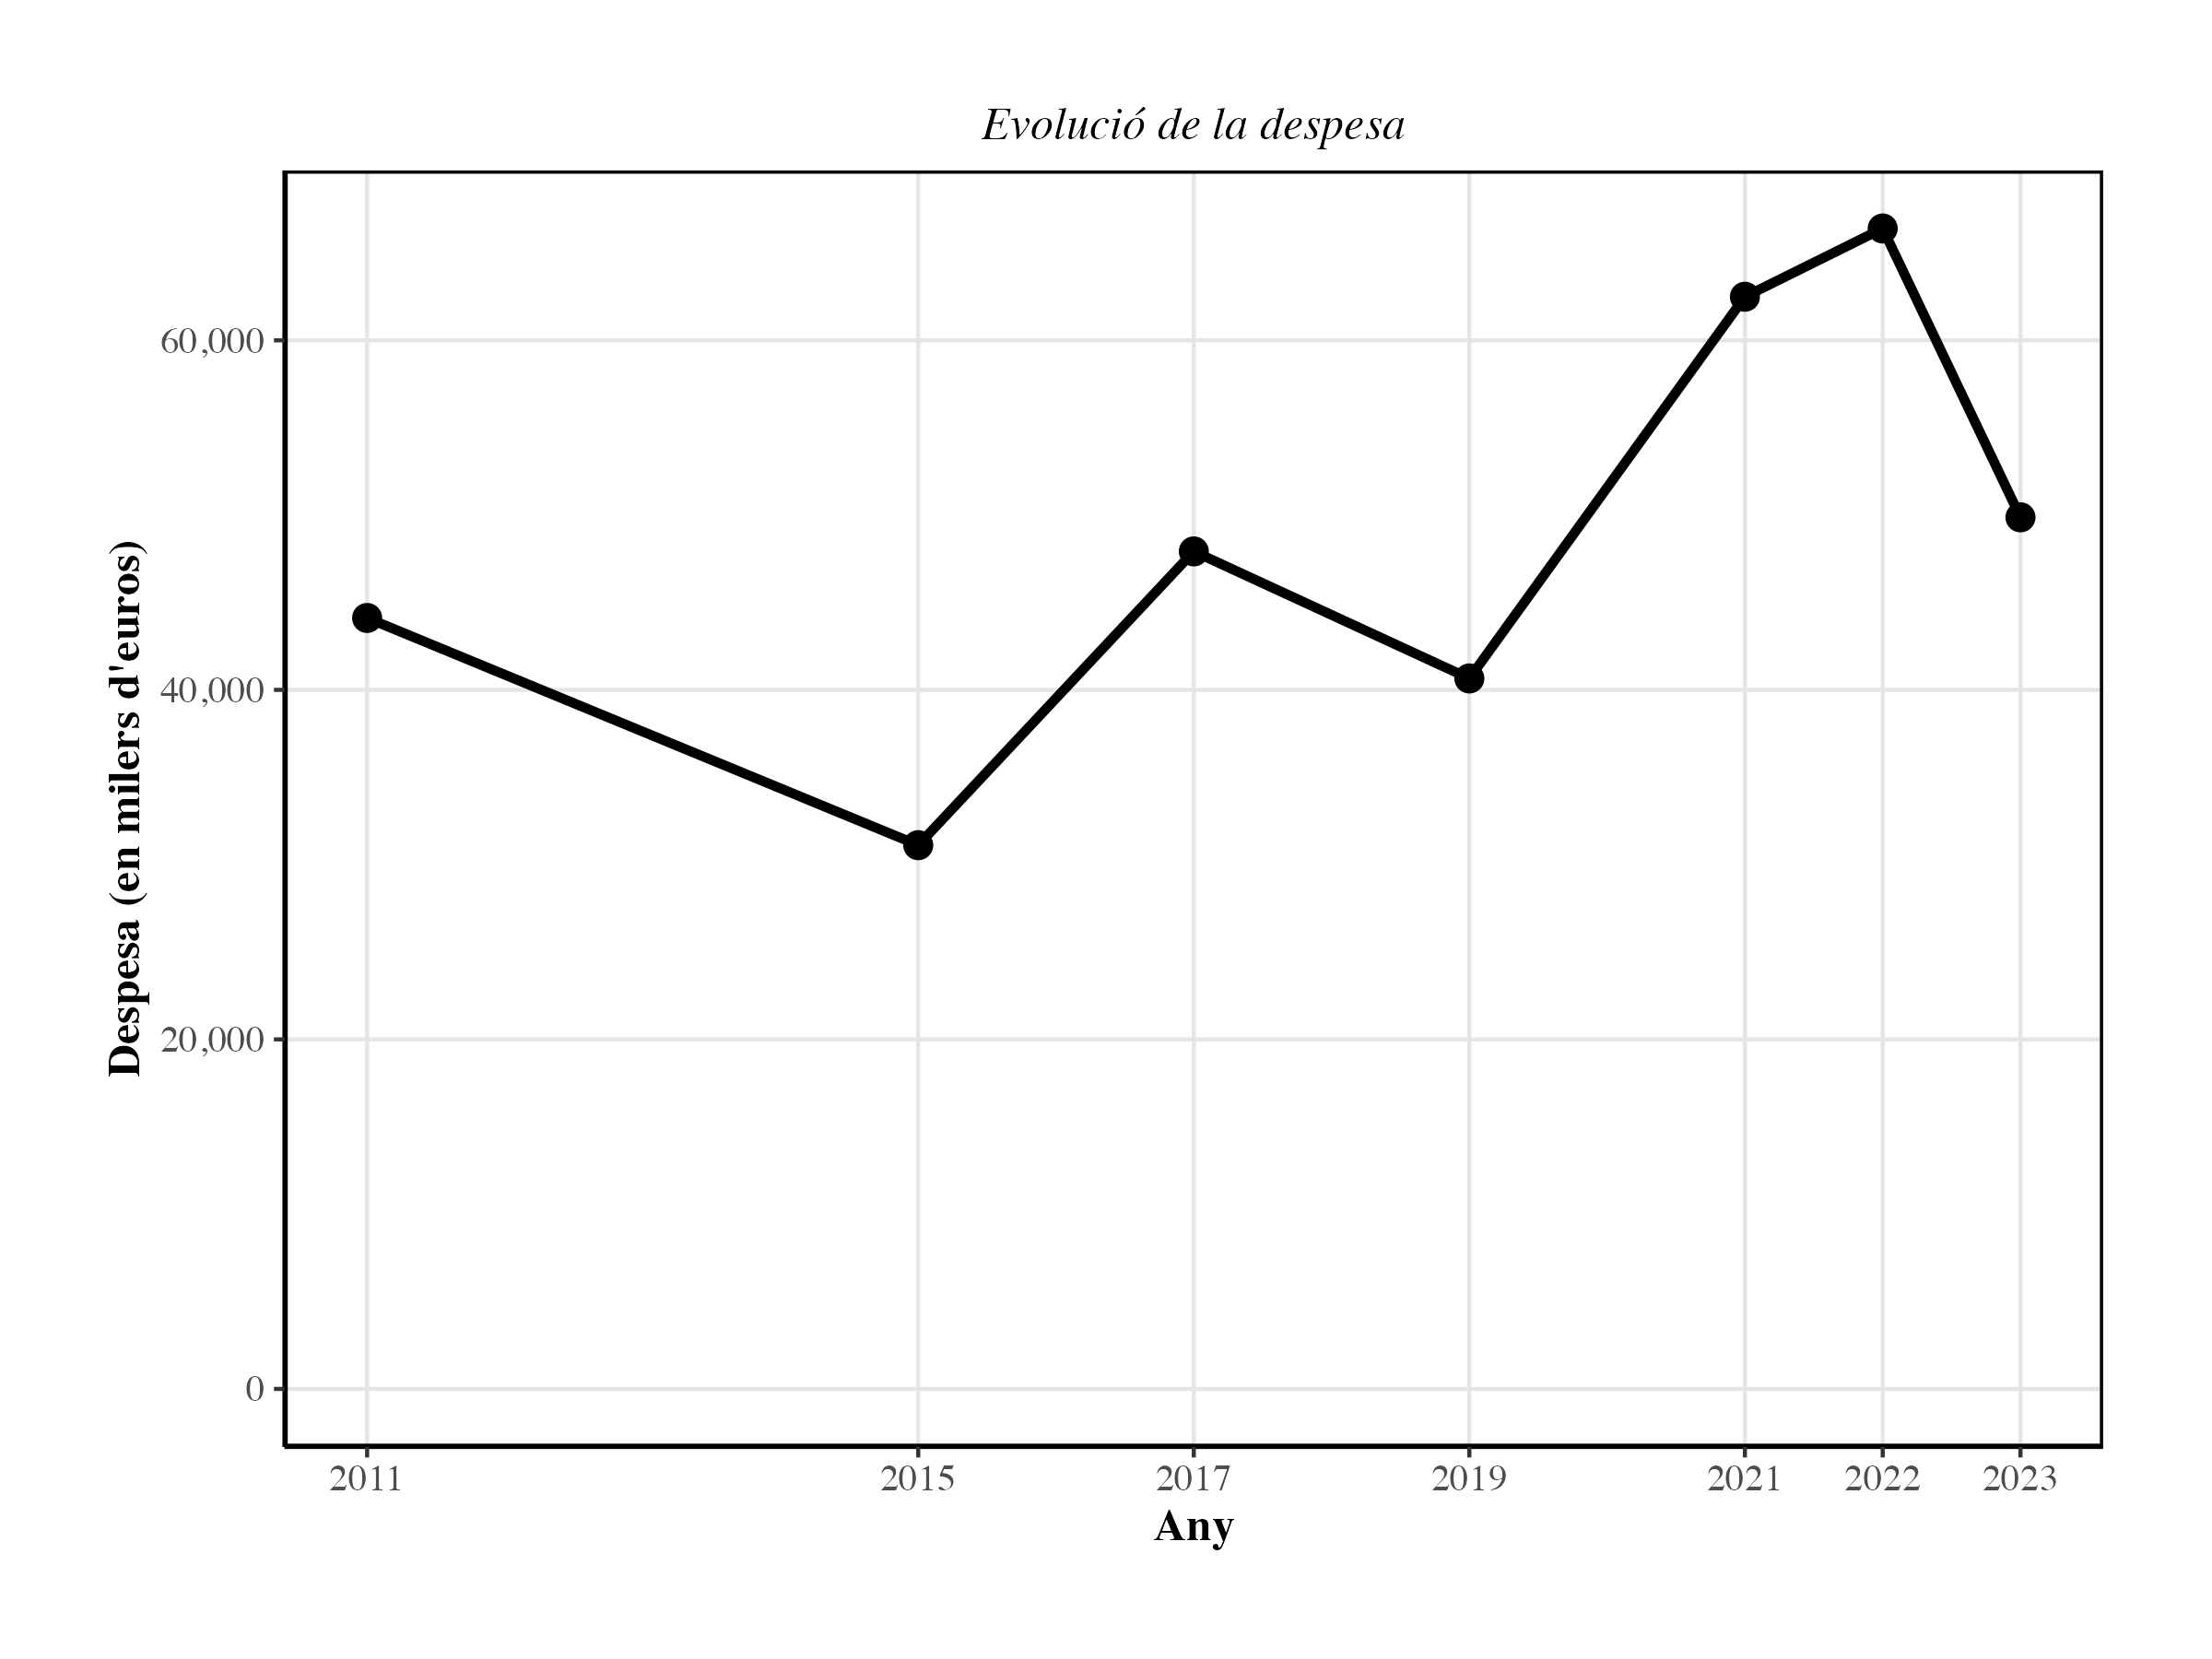 Evolució de la despesa
Despesa (en milers d'euros)
60,000
40,000
20,000
0
2011 2015 2017 2019 2021 2022 2023
Any